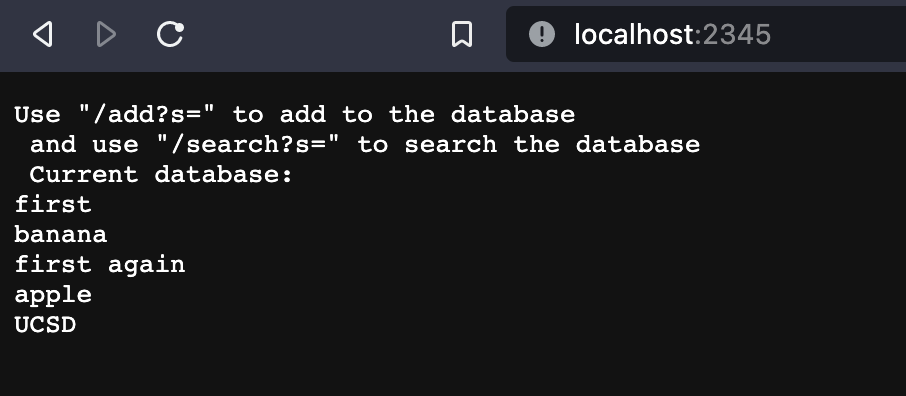 localhost:2345
Use "/add?s=" to add to the database
and use "/search?s=" to search the database
Current database:
first
banana
first again
apple
UCSD